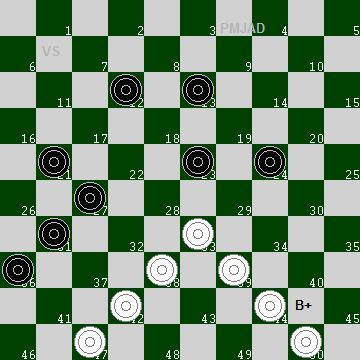 1 2 3 PMJAD 4 5
VS
6 7 8 9 10
11 12 13 14 15
16 17 18 19 20
21 22 23 24 25
26 27 28 29 30
31 32 33 34 35
36 37 38 39 40
B+
41 42 43 44
46 47 48 49 50